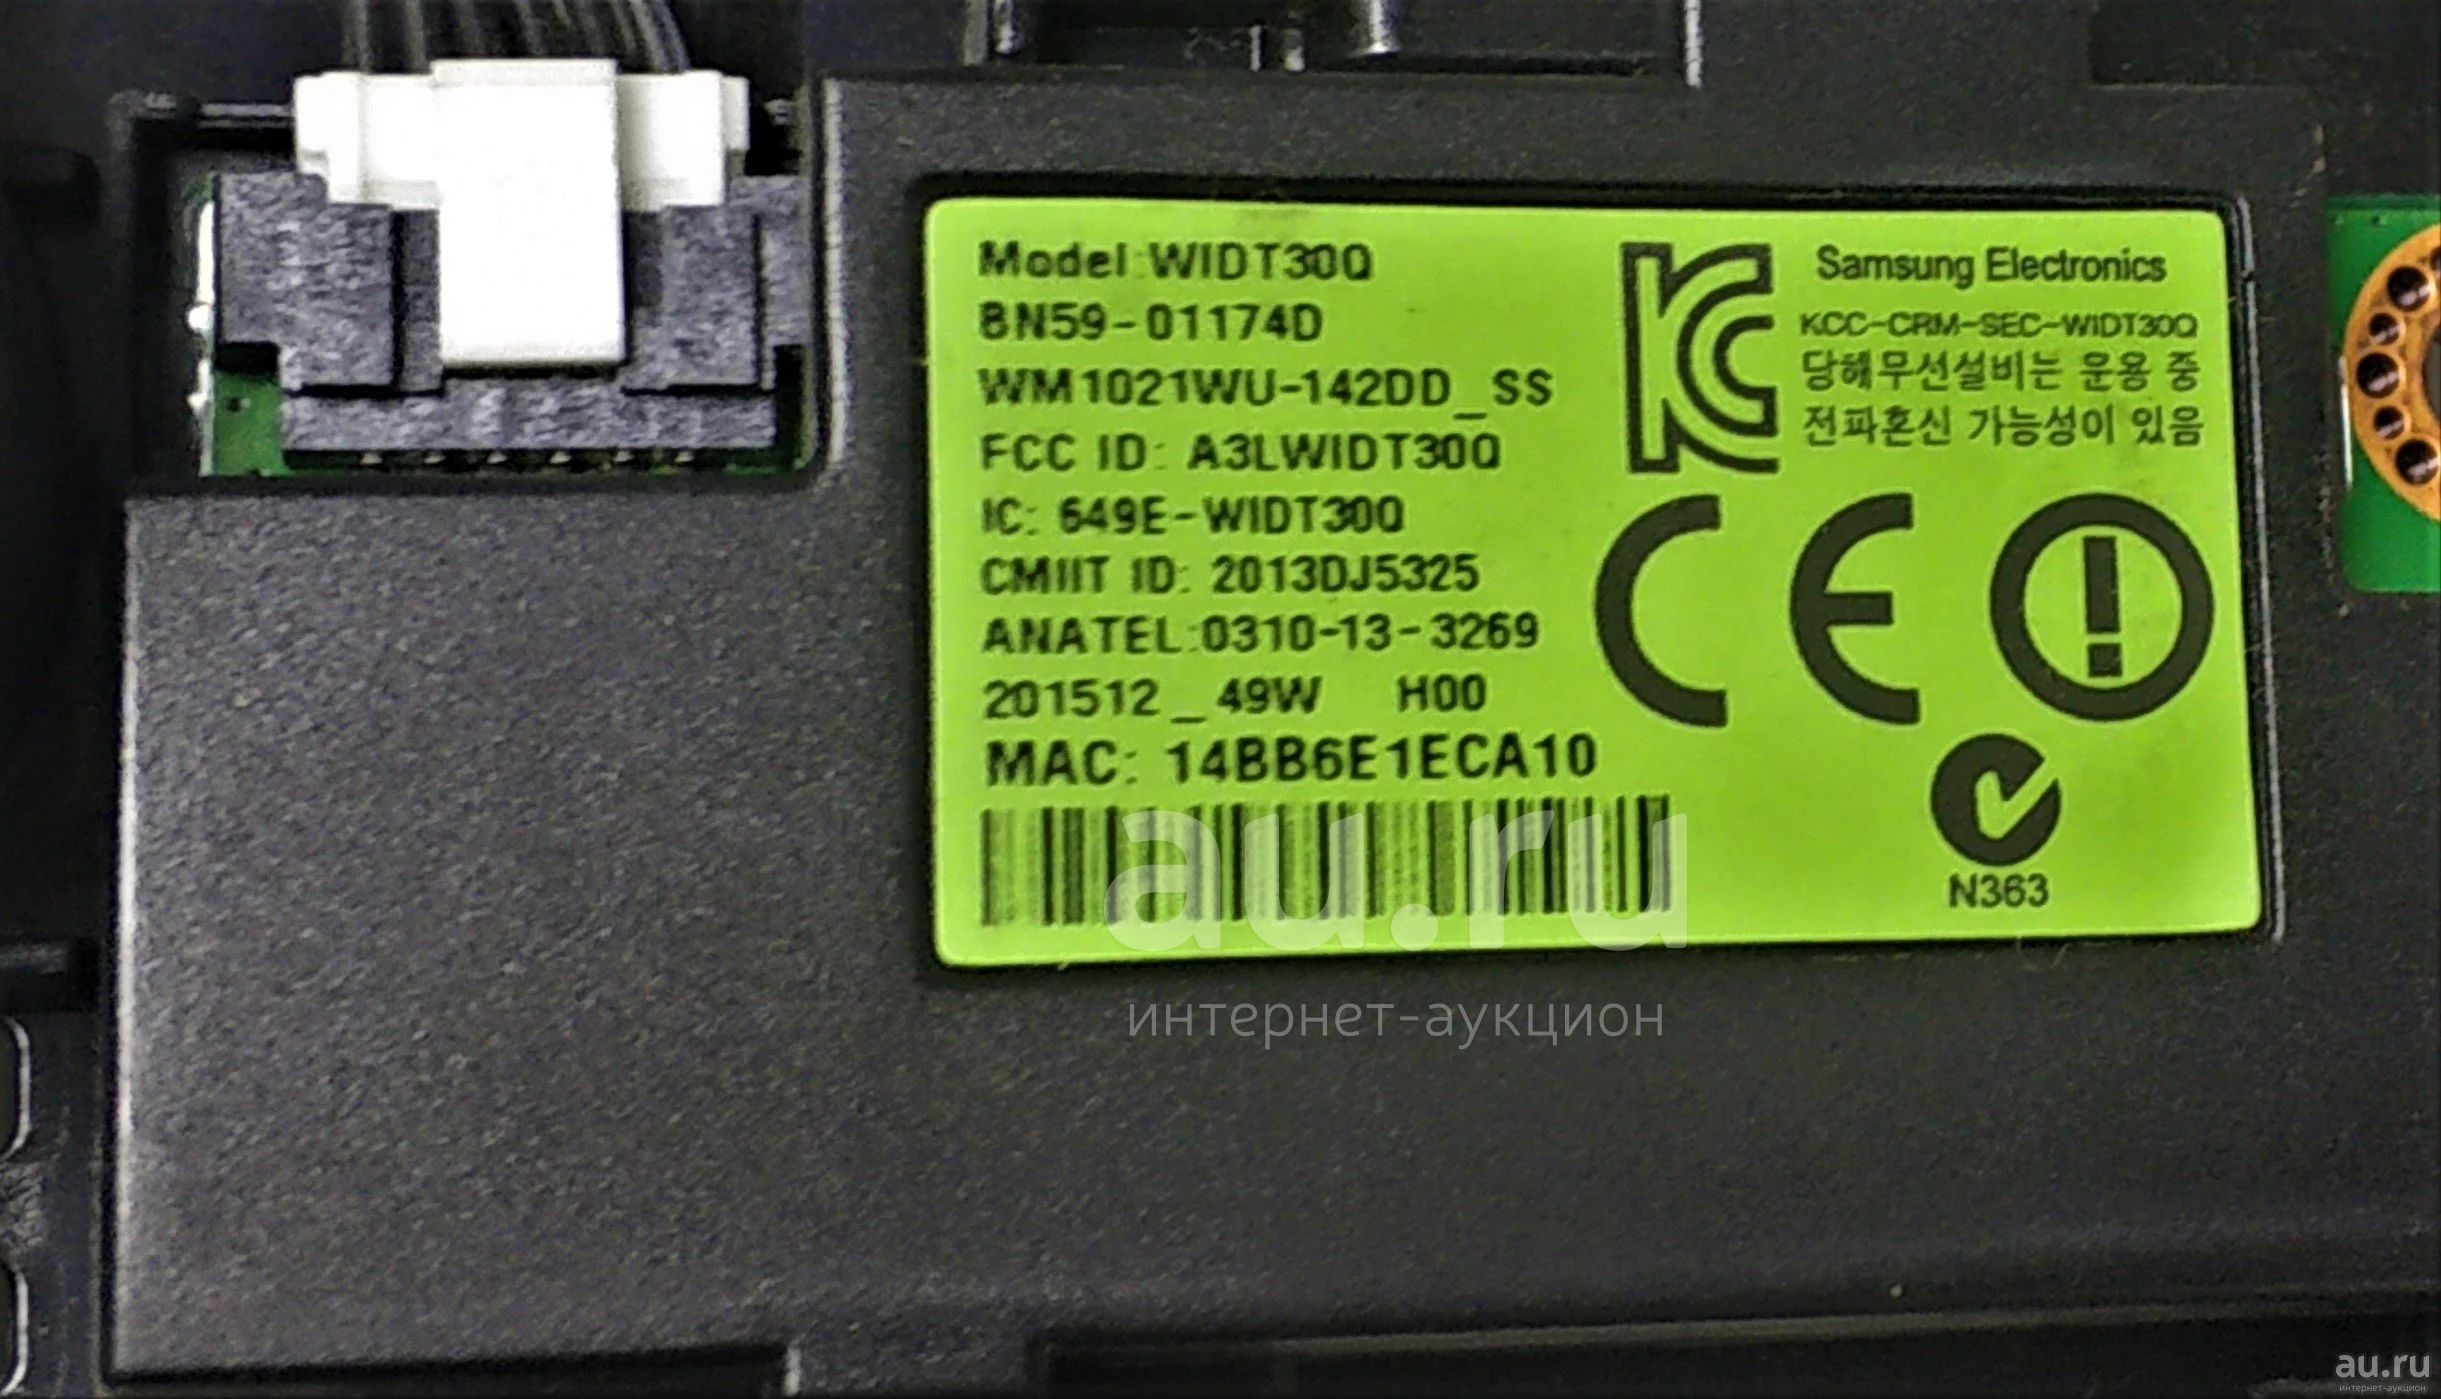 Model:WIDT30Q
BN59-01174D
WM1021WU-142DD_SS
FCC ID: A3LWIDT30Q
IC: 649E-WIDT30Q
CMIIT ID: 2013DJ5325
ANATEL:0310-13-3269
201512_49W H00
MAC: 14BB6E1ECA10
Samsung Electronics
KCC-CRM-SEC-WIDT30Q
당해무선설비는 운용 중
전파혼신 가능성이 있음
N363
au.ru
интернет-аукцион
au.ru
интернет-аукцион